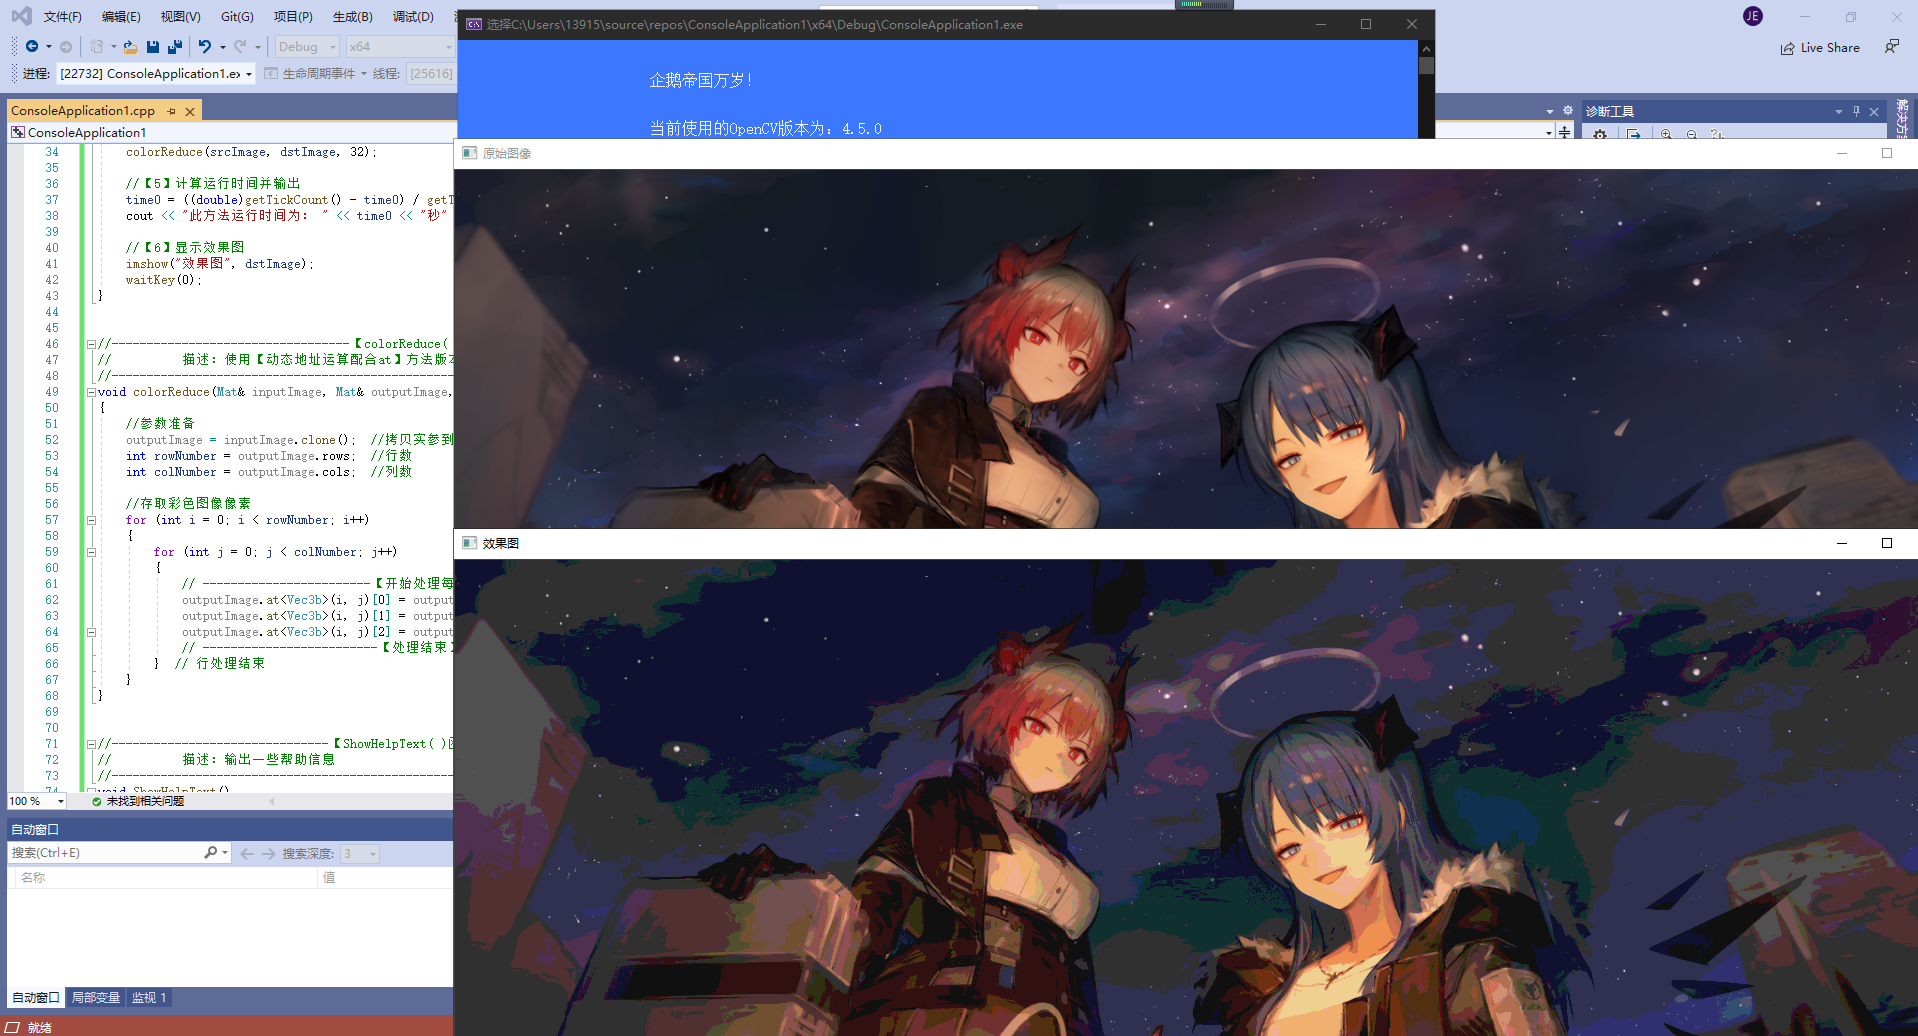 文件(F) 编辑(E) 视图(V) Git(G) 项目(P) 生成(B) 调试(D)
JE
Debug x64
Live Share
进程: [22732] ConsoleApplication1.ex 生命周期事件 线程: [25616]
选择C:\Users\13915\source\repos\ConsoleApplication1\x64\Debug\ConsoleApplication1.exe
企鹅帝国万岁!
当前使用的OpenCV版本为: 4.5.0
ConsoleApplication1.cpp
ConsoleApplication1
诊断工具
原始图像
效果图
34 colorReduce(srcImage, dstImage, 32);
35
36 //【5】计算运行时间并输出
37 time0 = ((double)getTickCount() - time0) / getT
38 cout << "此方法运行时间为: " << time0 << "秒"
39
40 //【6】显示效果图
41 imshow("效果图", dstImage);
42 waitKey(0);
43 }
44
45
46 //----------------------------------【colorReduce(
47 // 描述: 使用【动态地址运算配合at】方法版本
48 //--------------------------------------------------
49 void colorReduce(Mat& inputImage, Mat& outputImage,
50 {
51 //参数准备
52 outputImage = inputImage.clone(); //拷贝实参到
53 int rowNumber = outputImage.rows; //行数
54 int colNumber = outputImage.cols; //列数
55
56 //存取彩色图像像素
57 for (int i = 0; i < rowNumber; i++)
58 {
59 for (int j = 0; j < colNumber; j++)
60 {
61 // ------------------------【开始处理每
62 outputImage.at<Vec3b>(i, j)[0] = output
63 outputImage.at<Vec3b>(i, j)[1] = output
64 outputImage.at<Vec3b>(i, j)[2] = output
65 // -------------------------【处理结束】
66 } // 行处理结束
67 }
68 }
69
70
71 //-------------------------------【ShowHelpText( )函
72 // 描述: 输出一些帮助信息
73 //--------------------------------------------------
74 void ShowHelpText()
100 % 未找到相关问题
自动窗口
搜索(Ctrl+E) 搜索深度: 3
名称 值
自动窗口 局部变量 监视 1
就绪